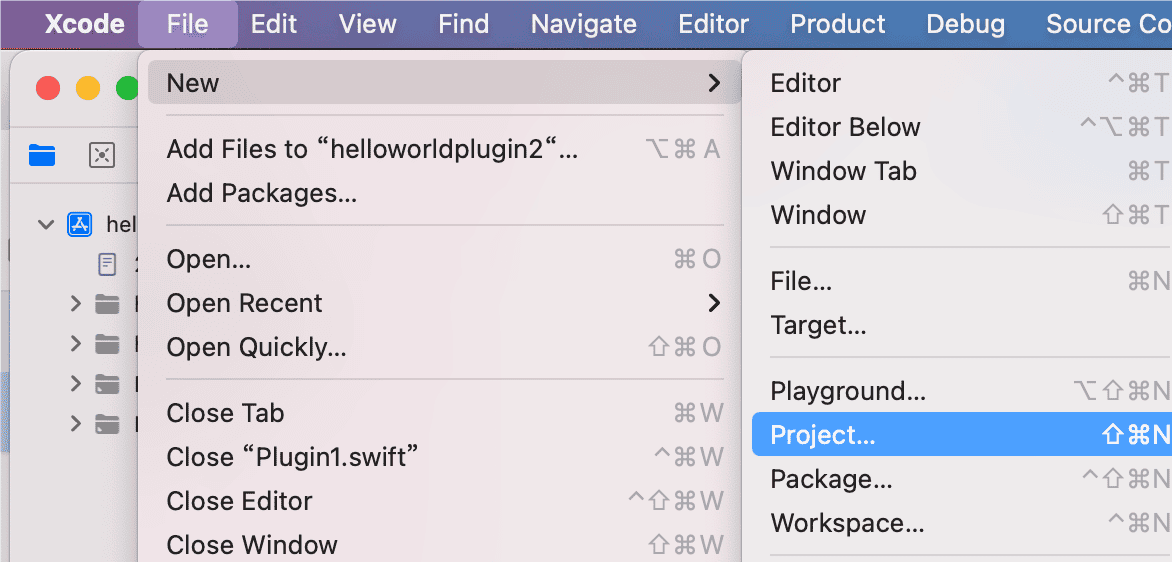 Xcode File Edit View Find Navigate Editor Product Debug Source Co
New
Add Files to “helloworldplugin2“... ⌥⌘A
Add Packages...
Open... ⌘O
Open Recent
Open Quickly... ⇧⌘O
Close Tab ⌘W
Close “Plugin1.swift” ^⌘W
Close Editor ^⇧⌘W
Close Window ⇧⌘W
Editor ^⌘T
Editor Below ^⌥⌘T
Window Tab ⌘T
Window ⇧⌘T
File... ⌘N
Target...
Playground... ⌥⇧⌘N
Project... ⇧⌘N
Package... ^⇧⌘N
Workspace... ^⌘N
hel